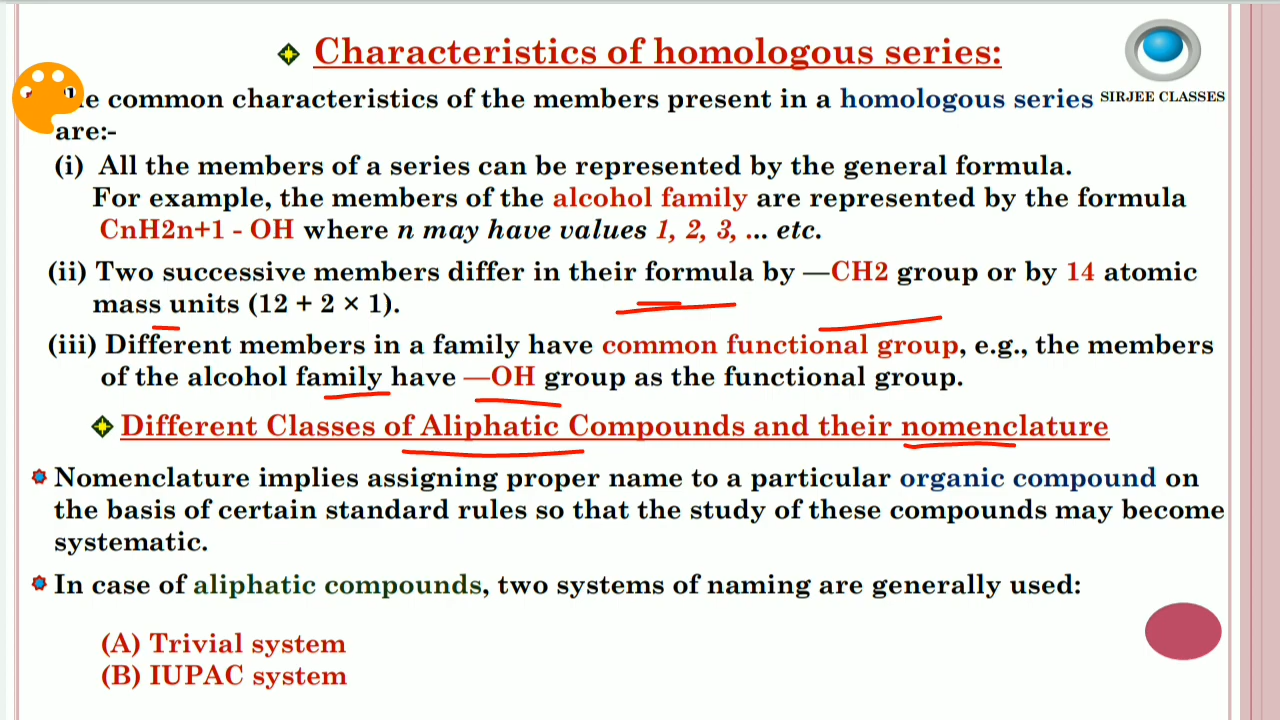 Characteristics of homologous series:
SIRJEE CLASSES
e common characteristics of the members present in a homologous series
are:-
(i) All the members of a series can be represented by the general formula.
For example, the members of the alcohol family are represented by the formula
CnH2n+1 - OH where n may have values 1, 2, 3, ... etc.
(ii) Two successive members differ in their formula by —CH2 group or by 14 atomic
mass units (12 + 2 × 1).
(iii) Different members in a family have common functional group, e.g., the members
of the alcohol family have —OH group as the functional group.
Different Classes of Aliphatic Compounds and their nomenclature
Nomenclature implies assigning proper name to a particular organic compound on
the basis of certain standard rules so that the study of these compounds may become
systematic.
In case of aliphatic compounds, two systems of naming are generally used:
(A) Trivial system
(B) IUPAC system